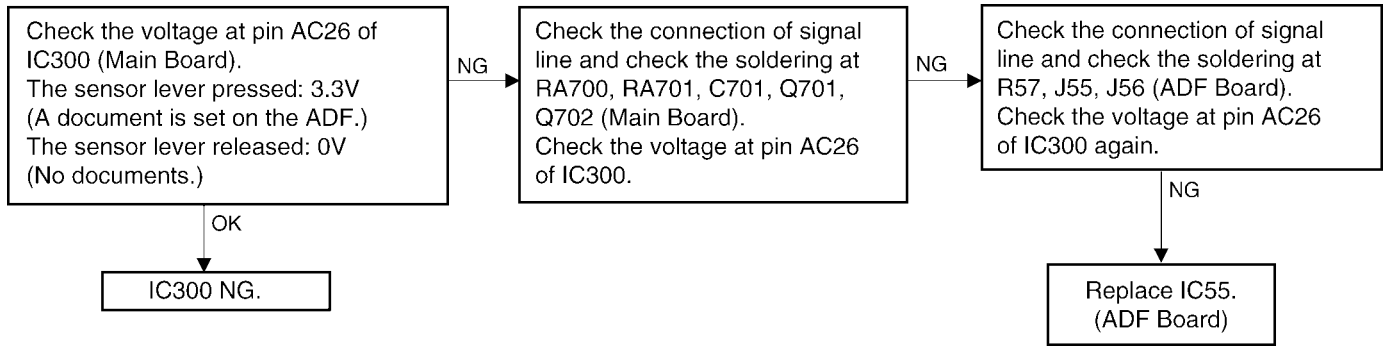 Check the voltage at pin AC26 of
IC300 (Main Board).
The sensor lever pressed: 3.3V
(A document is set on the ADF.)
The sensor lever released: 0V
(No documents.)
NG
Check the connection of signal
line and check the soldering at
RA700, RA701, C701, Q701,
Q702 (Main Board).
Check the voltage at pin AC26
of IC300.
NG
Check the connection of signal
line and check the soldering at
R57, J55, J56 (ADF Board).
Check the voltage at pin AC26
of IC300 again.
OK
NG
IC300 NG.
Replace IC55.
(ADF Board)